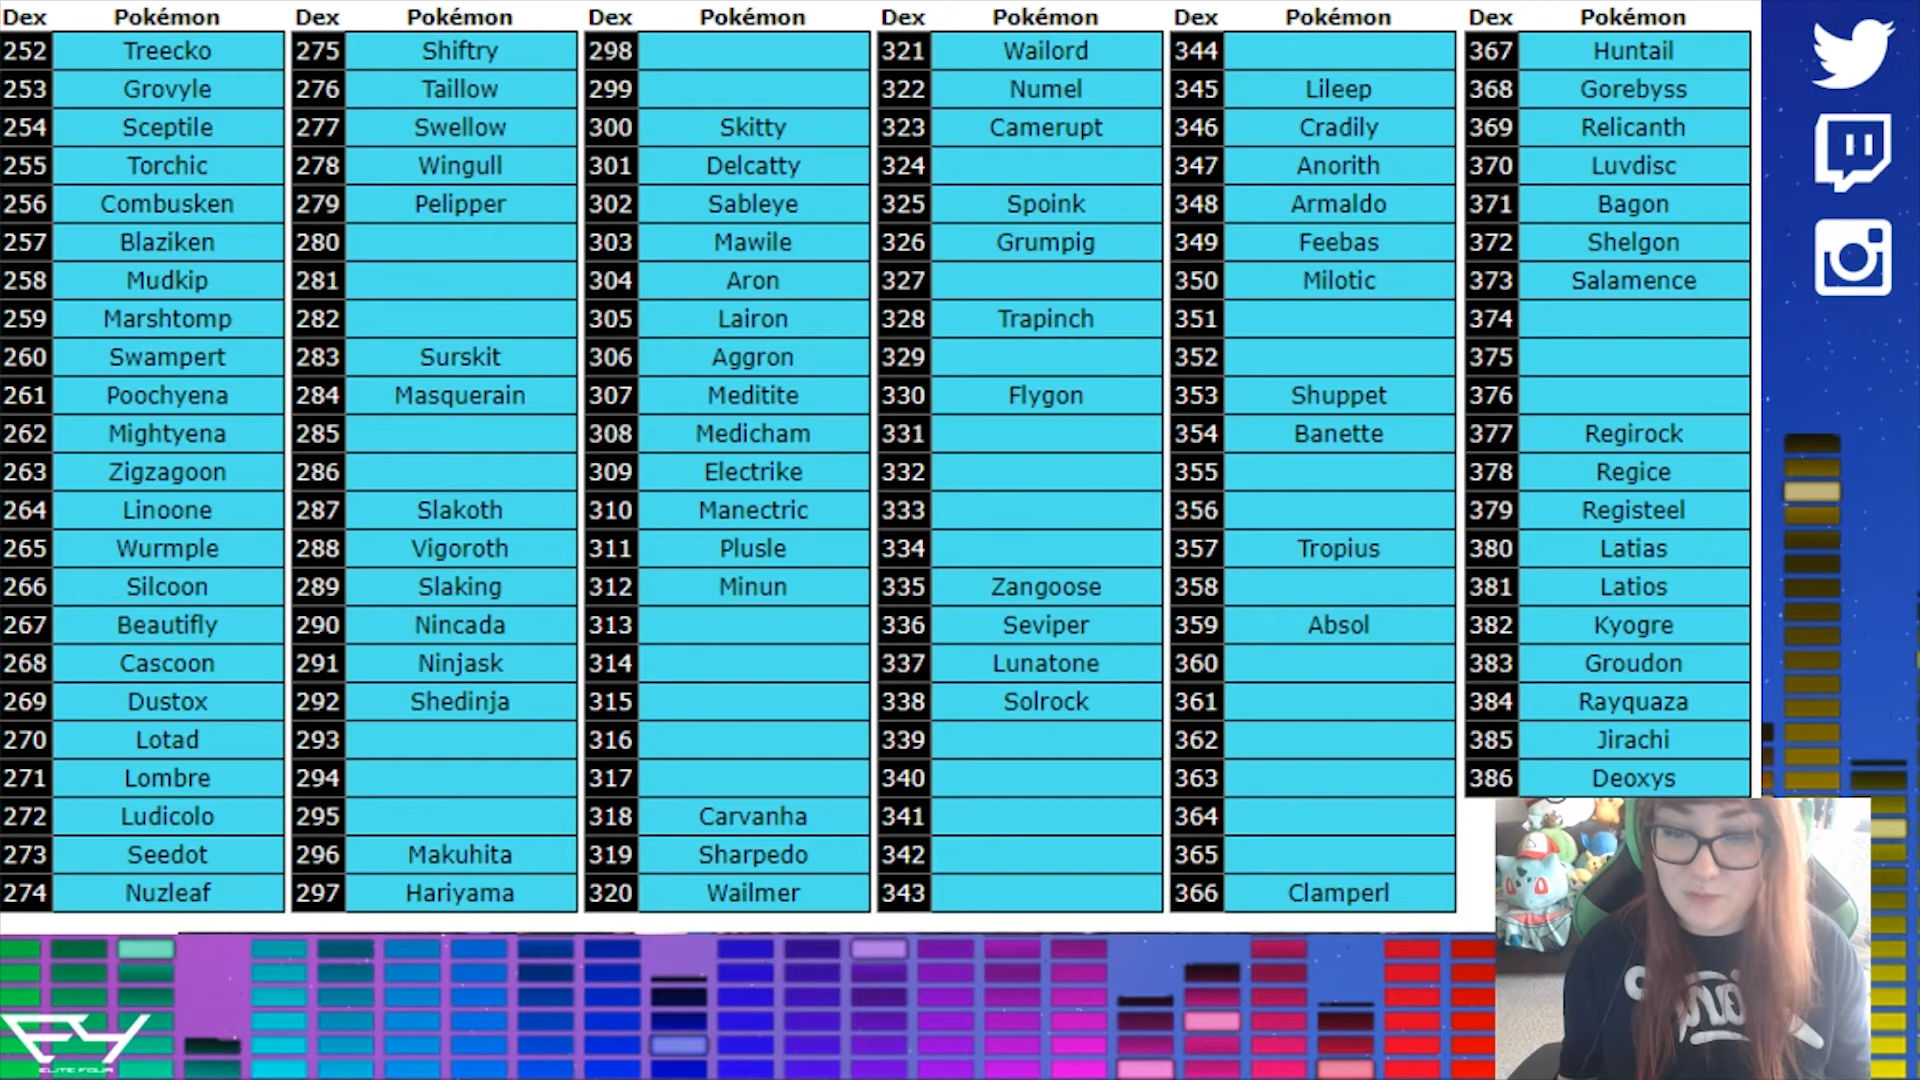 Dex Pokémon Dex Pokémon Dex Pokémon Dex Pokémon Dex Pokémon Dex Pokémon
252 Treecko 275 Shiftry 298 321 Wailord 344 367 Huntail
253 Grovyle 276 Taillow 299 322 Numel 345 Lileep 368 Gorebyss
254 Sceptile 277 Swellow 300 Skitty 323 Camerupt 346 Cradily 369 Relicanth
255 Torchic 278 Wingull 301 Delcatty 324 347 Anorith 370 Luvdisc
256 Combusken 279 Pelipper 302 Sableye 325 Spoink 348 Armaldo 371 Bagon
257 Blaziken 280 303 Mawile 326 Grumpig 349 Feebas 372 Shelgon
258 Mudkip 281 304 Aron 327 350 Milotic 373 Salamence
259 Marshtomp 282 305 Lairon 328 Trapinch 351 374
260 Swampert 283 Surskit 306 Aggron 329 352 375
261 Poochyena 284 Masquerain 307 Meditite 330 Flygon 353 Shuppet 376
262 Mightyena 285 308 Medicham 331 354 Banette 377 Regirock
263 Zigzagoon 286 309 Electrike 332 355 378 Regice
264 Linoone 287 Slakoth 310 Manectric 333 356 379 Registeel
265 Wurmple 288 Vigoroth 311 Plusle 334 357 Tropius 380 Latias
266 Silcoon 289 Slaking 312 Minun 335 Zangoose 358 381 Latios
267 Beautifly 290 Nincada 313 336 Seviper 359 Absol 382 Kyogre
268 Cascoon 291 Ninjask 314 337 Lunatone 360 383 Groudon
269 Dustox 292 Shedinja 315 338 Solrock 361 384 Rayquaza
270 Lotad 293 316 339 362 385 Jirachi
271 Lombre 294 317 340 363 386 Deoxys
272 Ludicolo 295 318 Carvanha 341 364
273 Seedot 296 Makuhita 319 Sharpedo 342 365
274 Nuzleaf 297 Hariyama 320 Wailmer 343 366 Clamperl
ELITE FOUR